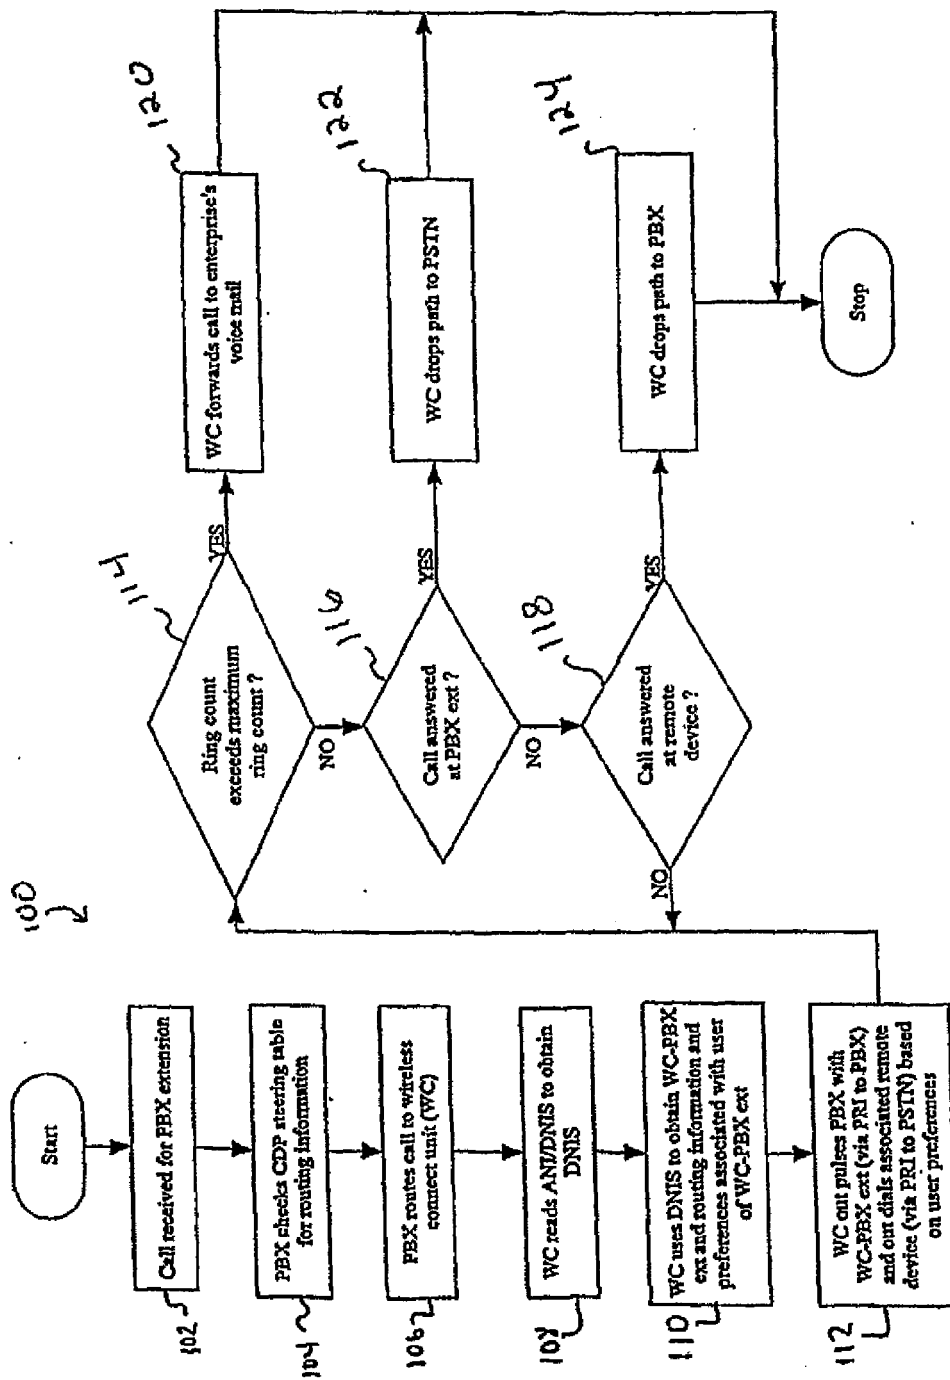 100
Start
Call received for PBX extension
102
PBX checks CDP steering table
for routing information
104
PBX routes call to wireless
connect unit (WC)
106
WC reads ANI/DNIS to obtain
DNIS
108
WC uses DNIS to obtain WC-PBX
ext and routing information and
preferences associated with user
of WC-PBX ext
110
WC out pulses PBX with
WC-PBX ext (via PRI to PBX)
and out dials associated remote
device (via PRI to PSTN) based
on user preferences
112
Ring count
exceeds maximum
ring count ?
114
YES
NO
WC forwards call to enterprise's
voice mail
120
Call answered
at PBX ext ?
116
YES
NO
WC drops path to PSTN
122
Call answered
at remote
device ?
118
YES
NO
WC drops path to PBX
124
Stop